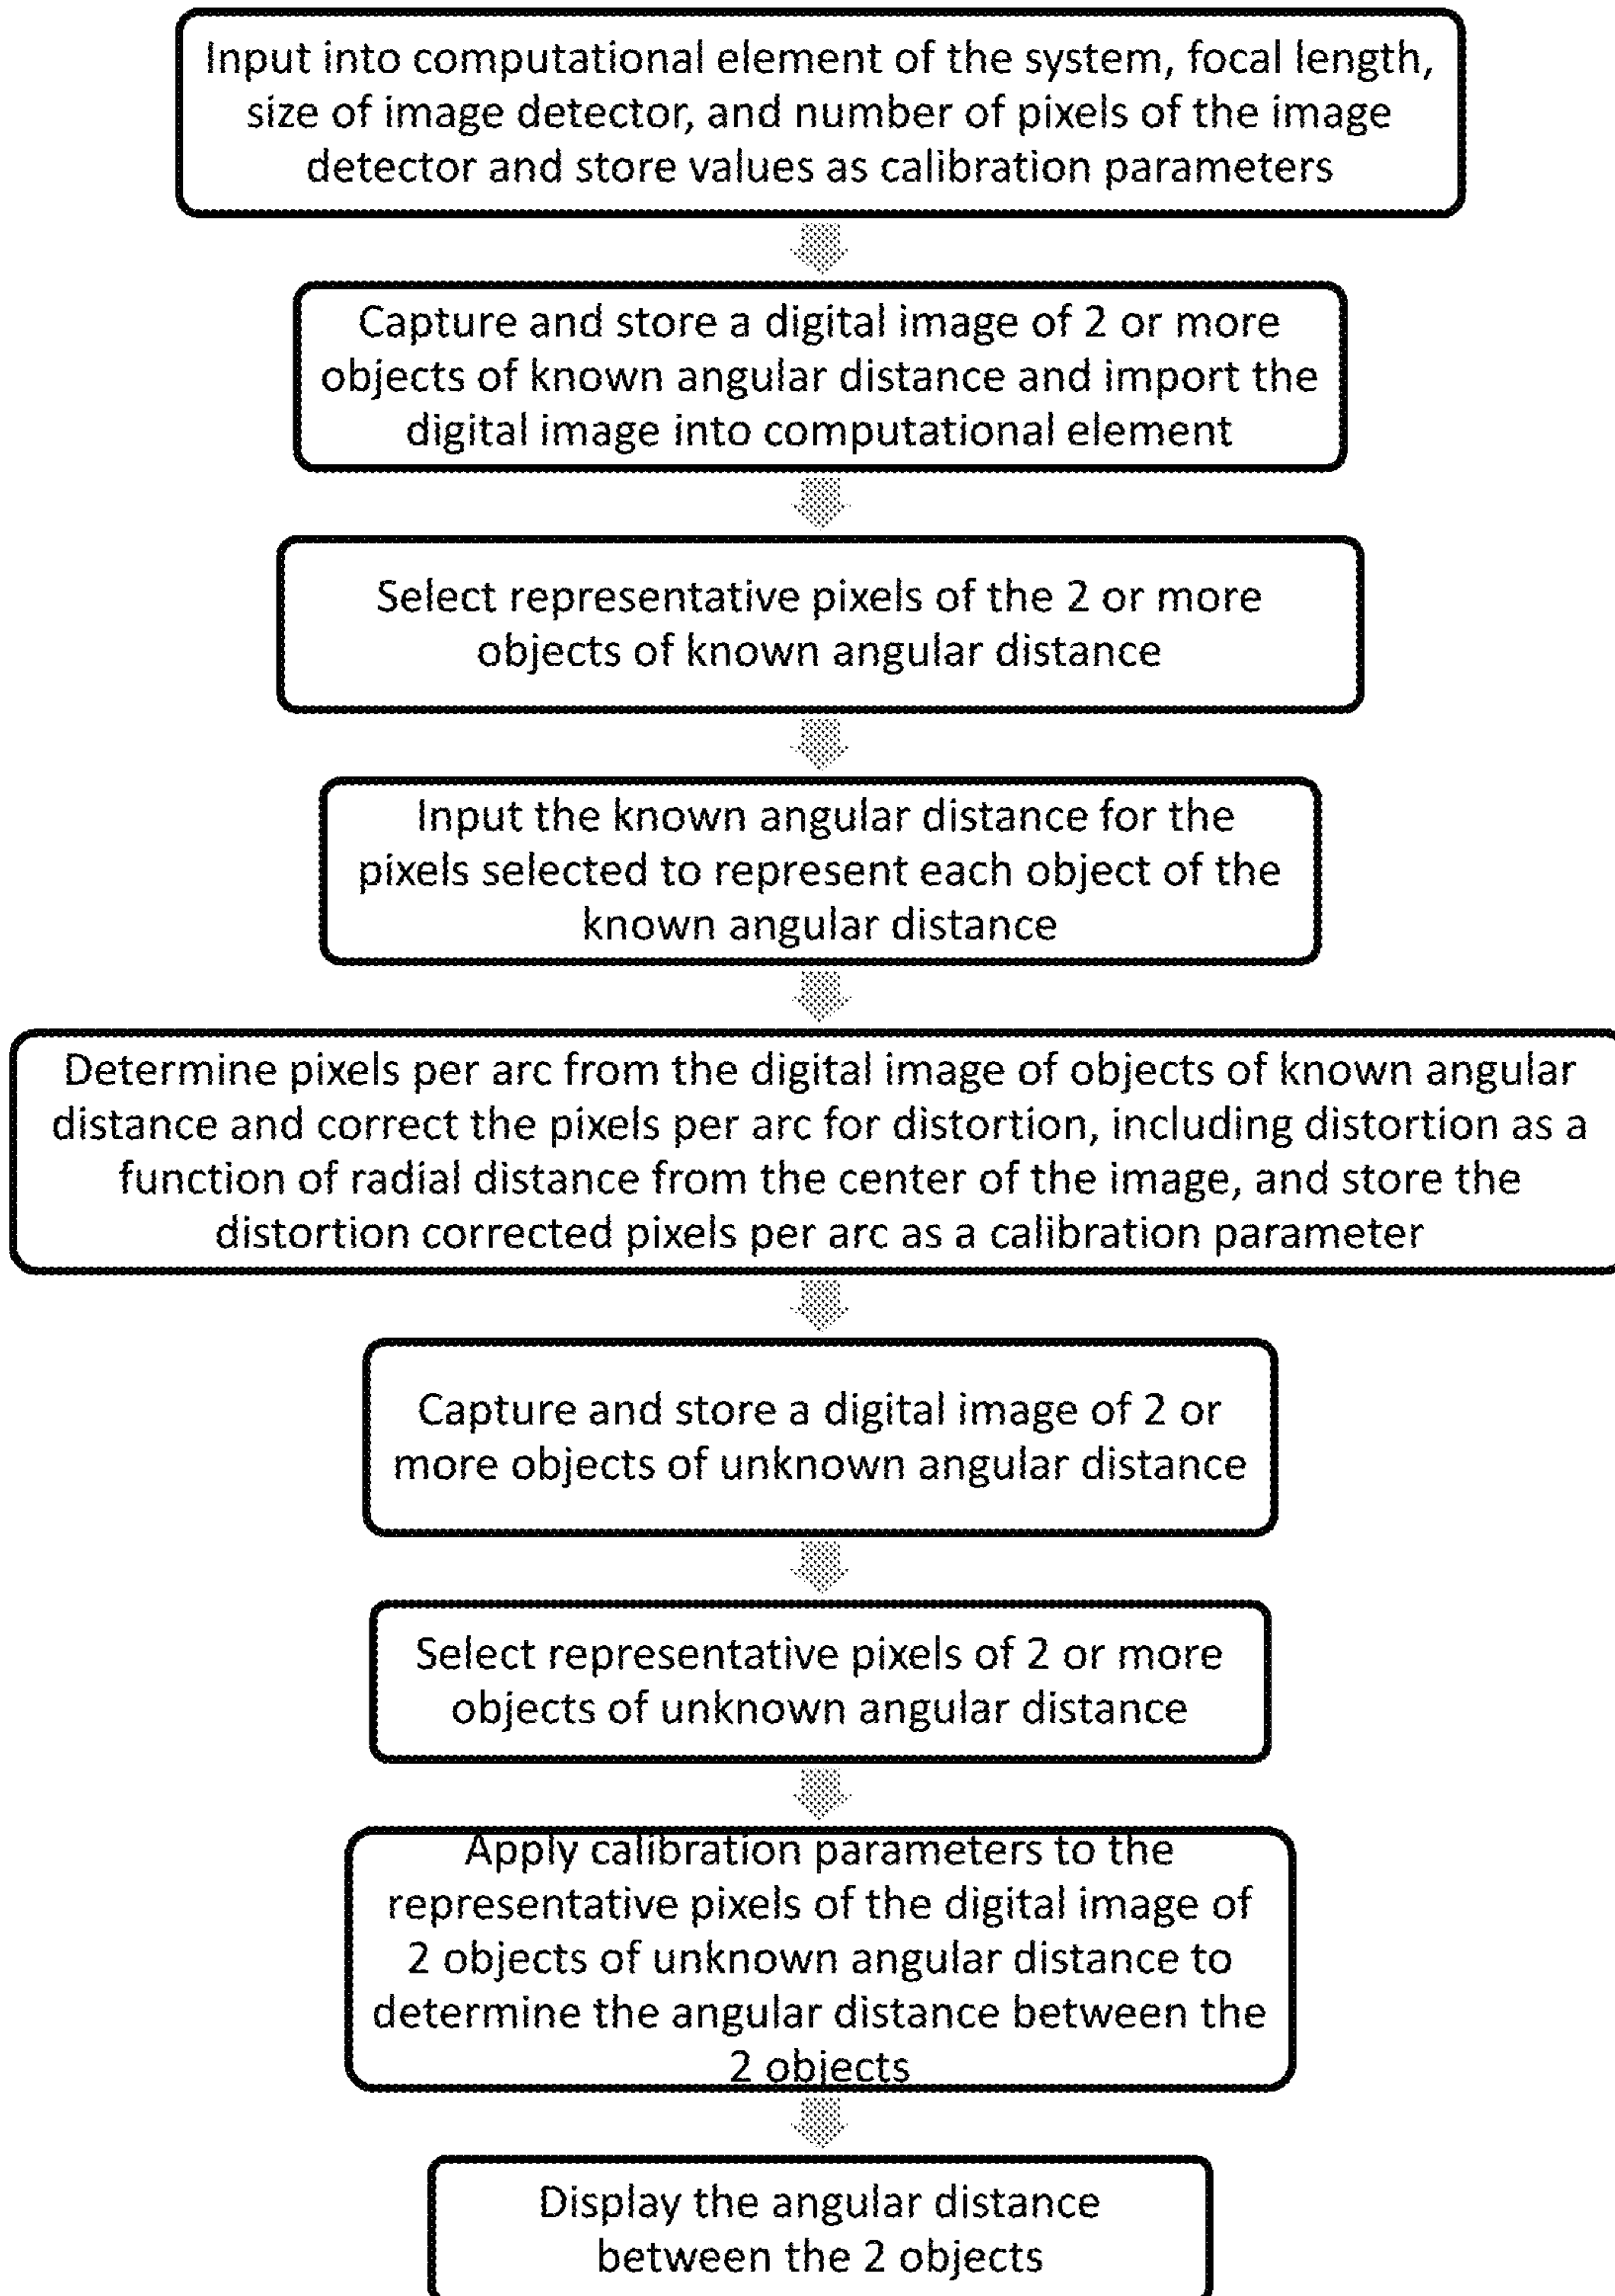 Input into computational element of the system, focal length,
size of image detector, and number of pixels of the image
detector and store values as calibration parameters
Capture and store a digital image of 2 or more
objects of known angular distance and import the
digital image into computational element
Select representative pixels of the 2 or more
objects of known angular distance
Input the known angular distance for the
pixels selected to represent each object of the
known angular distance
Determine pixels per arc from the digital image of objects of known angular
distance and correct the pixels per arc for distortion, including distortion as a
function of radial distance from the center of the image, and store the
distortion corrected pixels per arc as a calibration parameter
Capture and store a digital image of 2 or
more objects of unknown angular distance
Select representative pixels of 2 or more
objects of unknown angular distance
Apply calibration parameters to the
representative pixels of the digital image of
2 objects of unknown angular distance to
determine the angular distance between the
2 objects
Display the angular distance
between the 2 objects